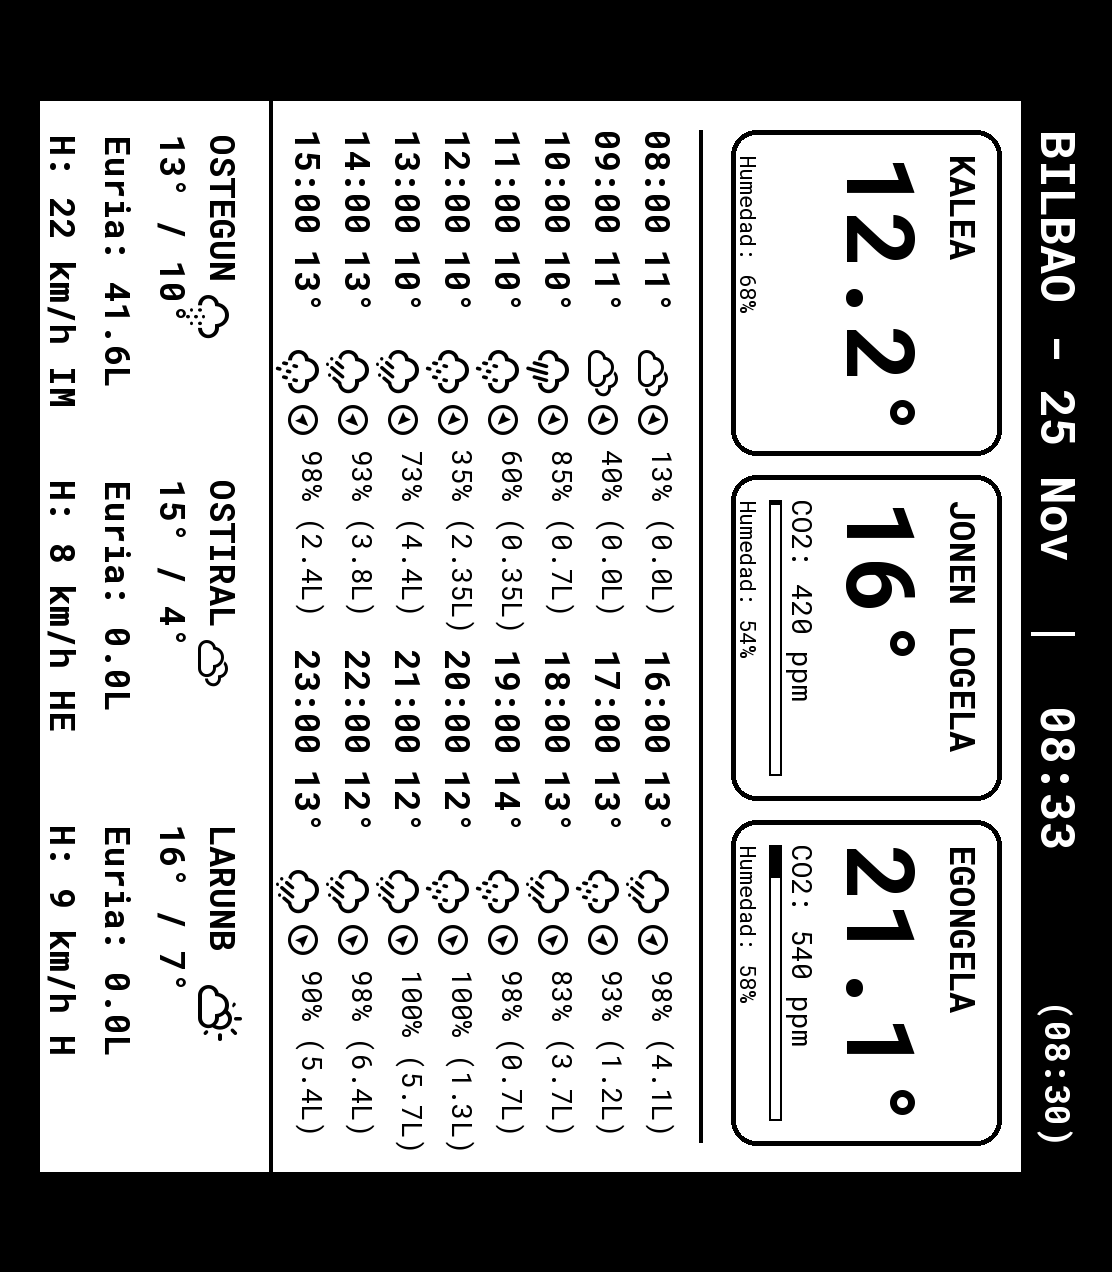 BILBAO - 25 Nov | 08:33 (08:30)
KALEA
12.2°
Humedad: 68%
JONEN LOGELA
16°
CO2: 420 ppm
Humedad: 54%
EGONGELA
21.1°
CO2: 540 ppm
Humedad: 58%
08:00 11° 13% (0.0L)
09:00 11° 40% (0.0L)
10:00 10° 85% (0.7L)
11:00 10° 60% (0.35L)
12:00 10° 35% (2.35L)
13:00 10° 73% (4.4L)
14:00 13° 93% (3.8L)
15:00 13° 98% (2.4L)
16:00 13° 98% (4.1L)
17:00 13° 93% (1.2L)
18:00 13° 83% (3.7L)
19:00 14° 98% (0.7L)
20:00 12° 100% (1.3L)
21:00 12° 100% (5.7L)
22:00 12° 98% (6.4L)
23:00 13° 90% (5.4L)
OSTEGUN
13° / 10°
Euria: 41.6L
H: 22 km/h IM
OSTIRAL
15° / 4°
Euria: 0.0L
H: 8 km/h HE
LARUNB
16° / 7°
Euria: 0.0L
H: 9 km/h H